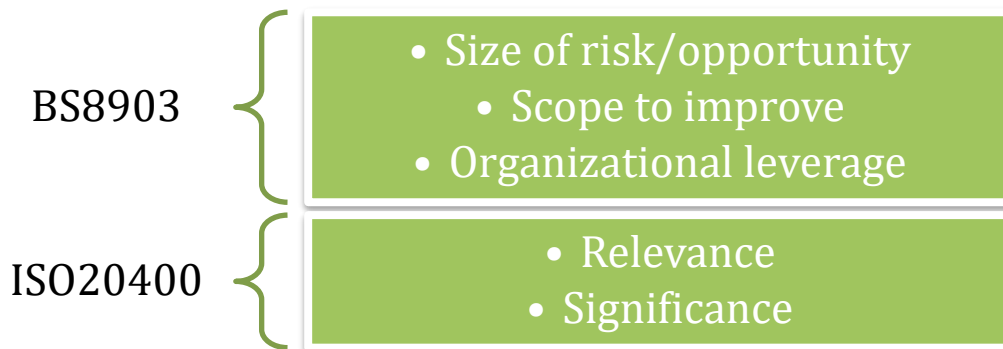 BS8903
• Size of risk/opportunity
• Scope to improve
• Organizational leverage
ISO20400
• Relevance
• Significance